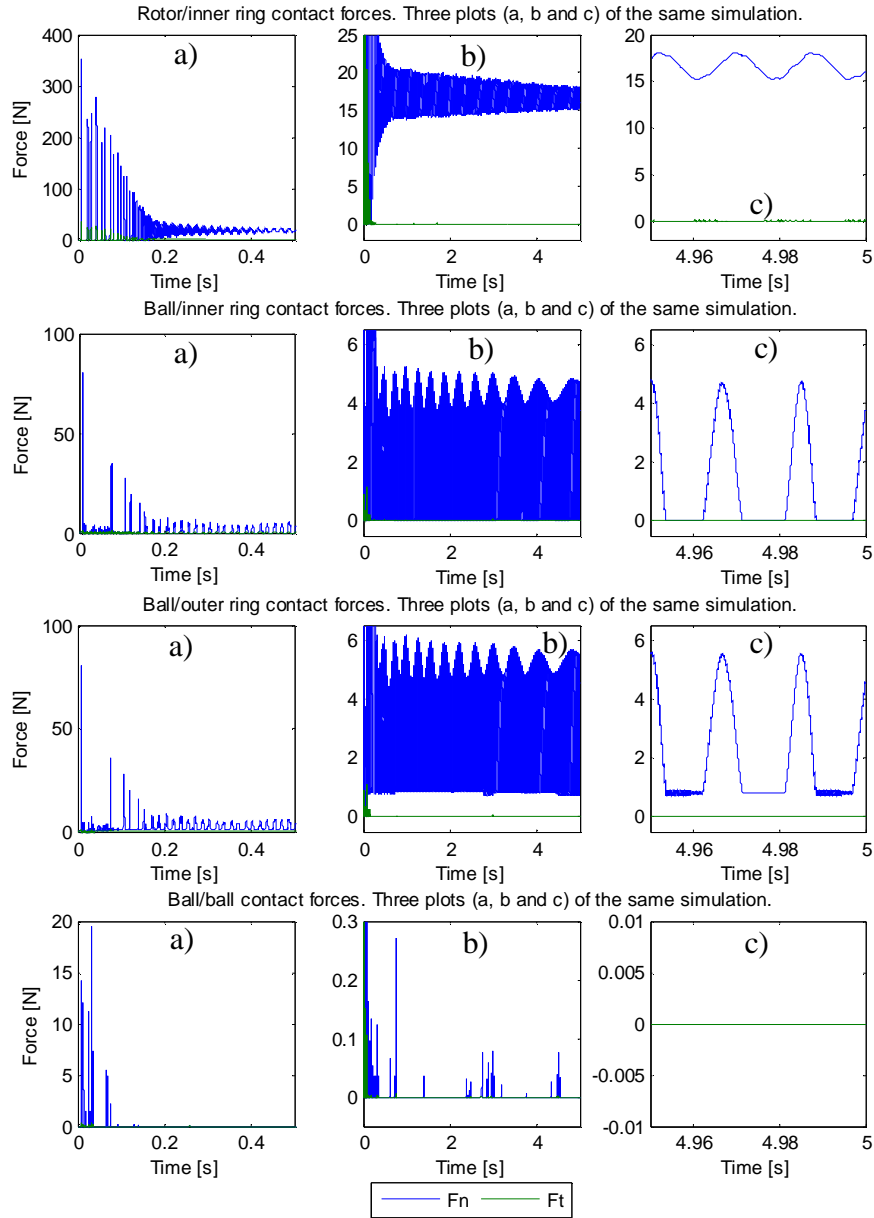 Rotor/inner ring contact forces. Three plots (a, b and c) of the same simulation.
a)
b)
c)
Force [N]
400
300
200
100
0
0 0.2 0.4
Time [s]
25
20
15
10
5
0
0 2 4
Time [s]
20
15
10
5
0
4.96 4.98 5
Time [s]
Ball/inner ring contact forces. Three plots (a, b and c) of the same simulation.
a)
b)
c)
Force [N]
100
50
0
0 0.2 0.4
Time [s]
6
4
2
0
0 2 4
Time [s]
6
4
2
0
4.96 4.98 5
Time [s]
Ball/outer ring contact forces. Three plots (a, b and c) of the same simulation.
a)
b)
c)
Force [N]
100
50
0
0 0.2 0.4
Time [s]
6
4
2
0
0 2 4
Time [s]
6
4
2
0
4.96 4.98 5
Time [s]
Ball/ball contact forces. Three plots (a, b and c) of the same simulation.
a)
b)
c)
Force [N]
20
15
10
5
0
0 0.2 0.4
Time [s]
0.3
0.2
0.1
0
0 2 4
Time [s]
0.01
0.005
0
-0.005
-0.01
4.96 4.98 5
Time [s]
Fn Ft